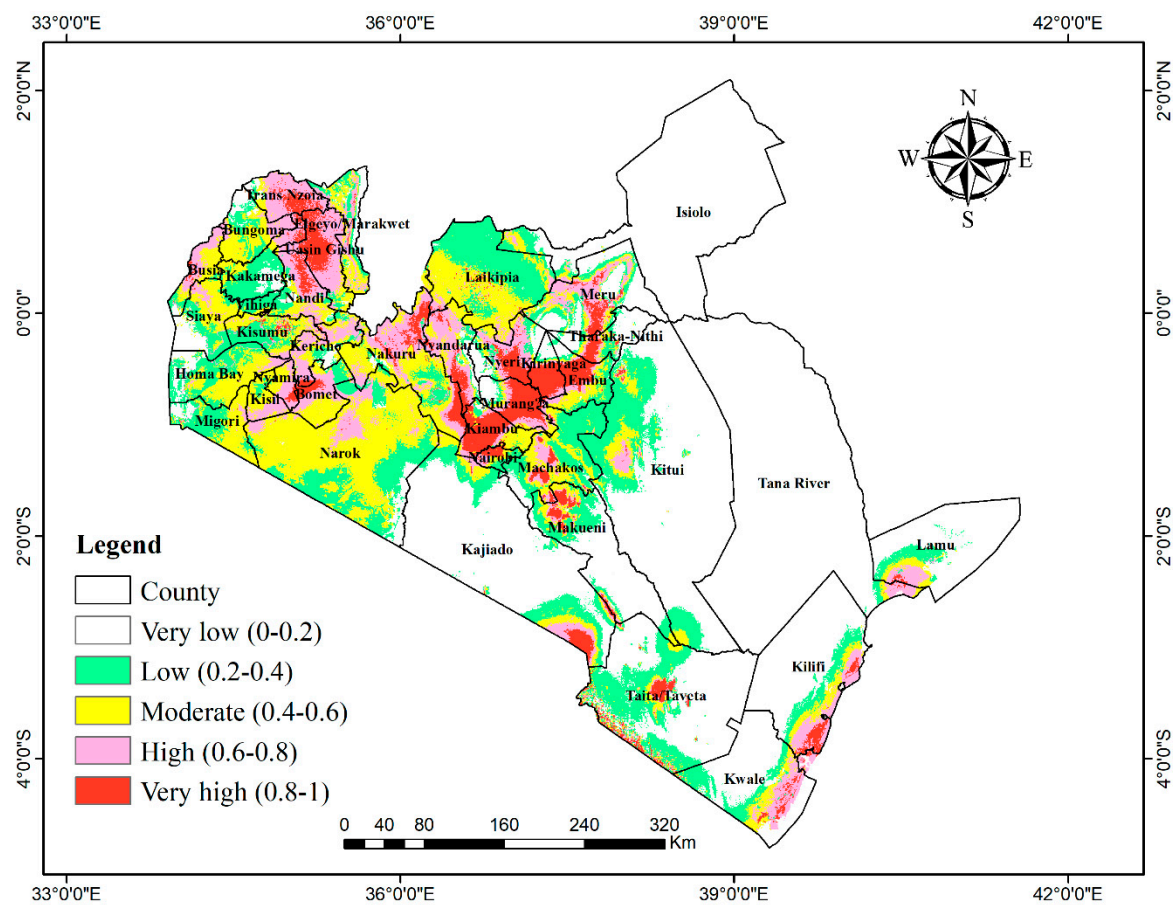 33°0'0"E 36°0'0"E 39°0'0"E 42°0'0"E
2°0'0"N 2°0'0"N
N
W E
S
Isiolo
Trans Nzoia
Elgeyo/Marakwet
Bungoma
Uasin Gishu
Busia
Kakamega
Laikipia
Meru
Nandi
Vihiga
Siaya
0°0'0" 0°0'0"
Kisumu
Tharaka-Nithi
Kericho
Nakuru
Nyandarua
Nyeri
Kirinyaga
Homa Bay
Nyamira
Embu
Kisii
Bomet
Murang?a
Migori
Kiambu
Narok
Nairobi
Machakos
Kitui
Tana River
Makueni
Kajiado
Lamu
2°0'0"S 2°0'0"S
Legend
County
Very low (0-0.2)
Low (0.2-0.4)
Moderate (0.4-0.6)
High (0.6-0.8)
Very high (0.8-1)
Kilifi
Taita/Taveta
Kwale
4°0'0"S 4°0'0"S
0 40 80 160 240 320
Km
33°0'0"E 36°0'0"E 39°0'0"E 42°0'0"E